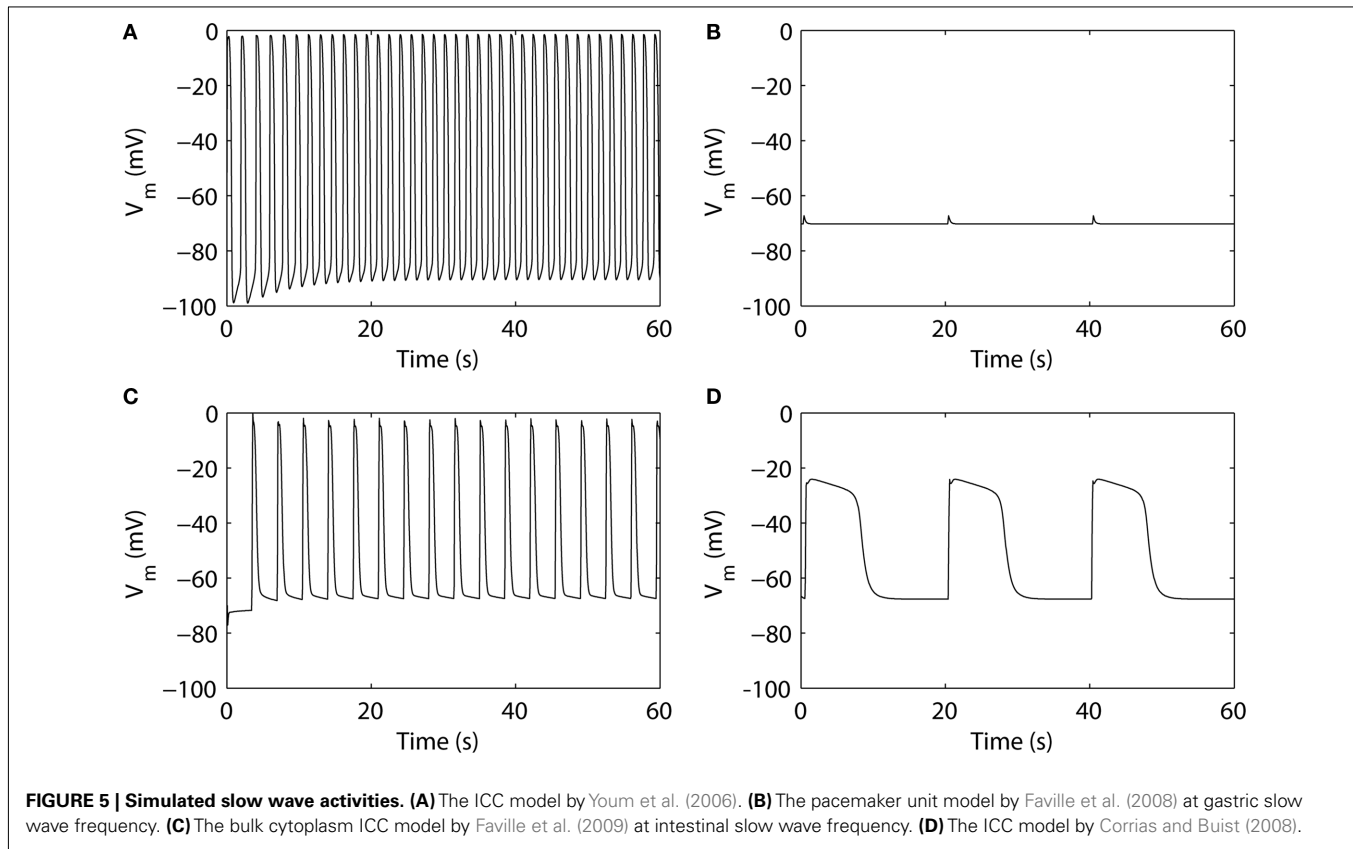 A
B
0
−20
−40
−60
−80
−100
V m (mV)
0 20 40 60
Time (s)
0
−20
−40
−60
−80
−100
V m (mV)
0 20 40 60
Time (s)
C
D
0
−20
−40
−60
−80
−100
V m (mV)
0 20 40 60
Time (s)
0
−20
−40
−60
−80
-100
V m (mV)
0 20 40 60
Time (s)
FIGURE 5 | Simulated slow wave activities. (A) The ICC model by Youm et al. (2006). (B) The pacemaker unit model by Faville et al. (2008) at gastric slow
wave frequency. (C) The bulk cytoplasm ICC model by Faville et al. (2009) at intestinal slow wave frequency. (D) The ICC model by Corrias and Buist (2008).